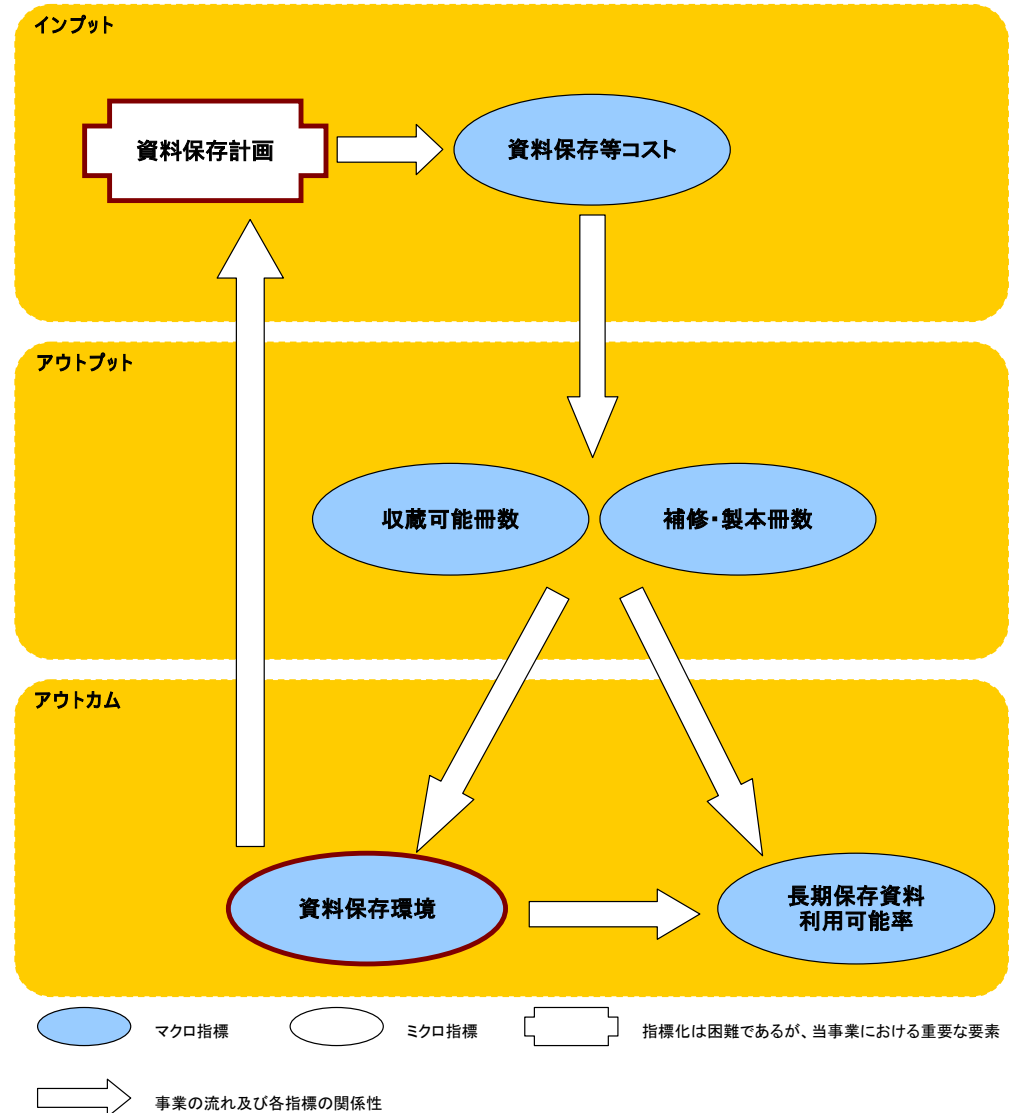 インプット
資料保存計画
資料保存等コスト
アウトプット
収蔵可能冊数
補修・製本冊数
アウトカム
資料保存環境
長期保存資料
利用可能率
マクロ指標
ミクロ指標
指標化は困難であるが、当事業における重要な要素
事業の流れ及び各指標の関係性